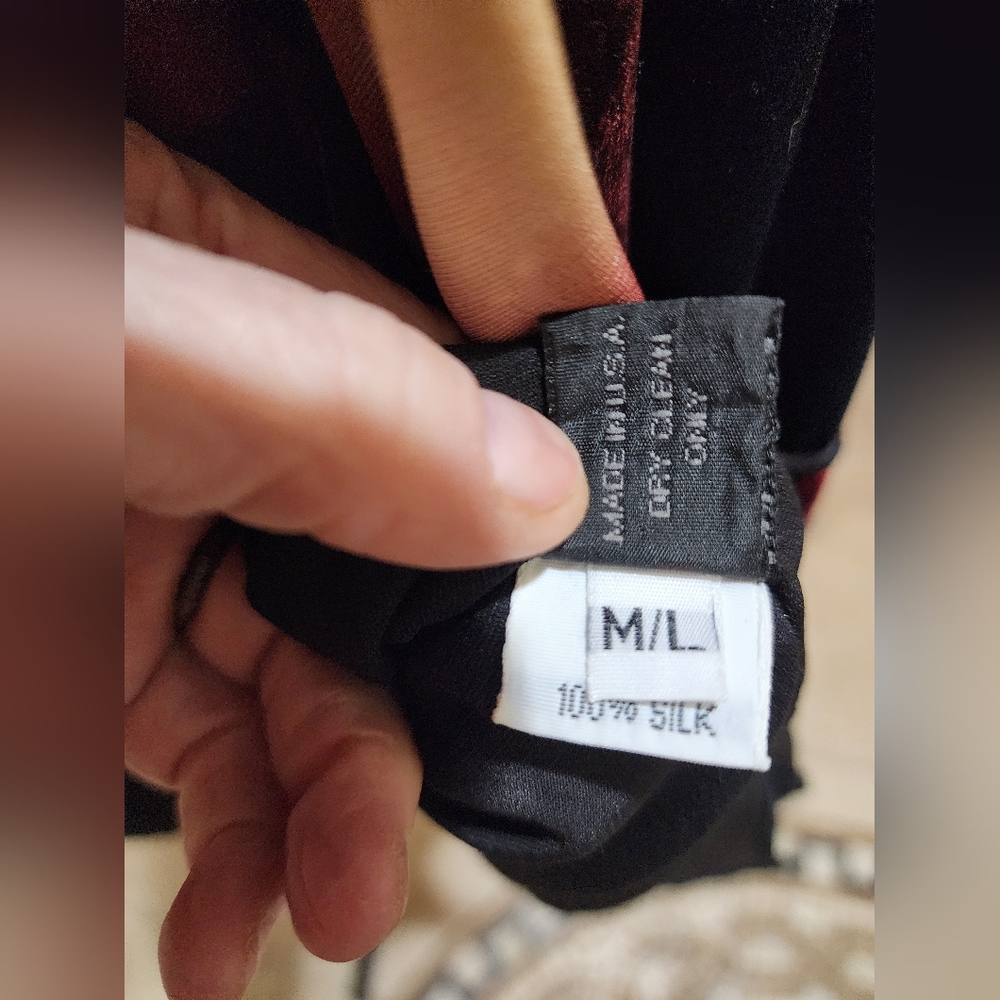 MADE IN U.S.A.
DRY CLEAN
ONLY
M/L
100% SILK